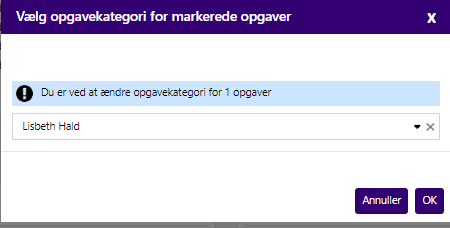 Vælg opgavekategori for markerede opgaver x
Du er ved at ændre opgavekategori for 1 opgaver
Lisbeth Hald
Annuller OK